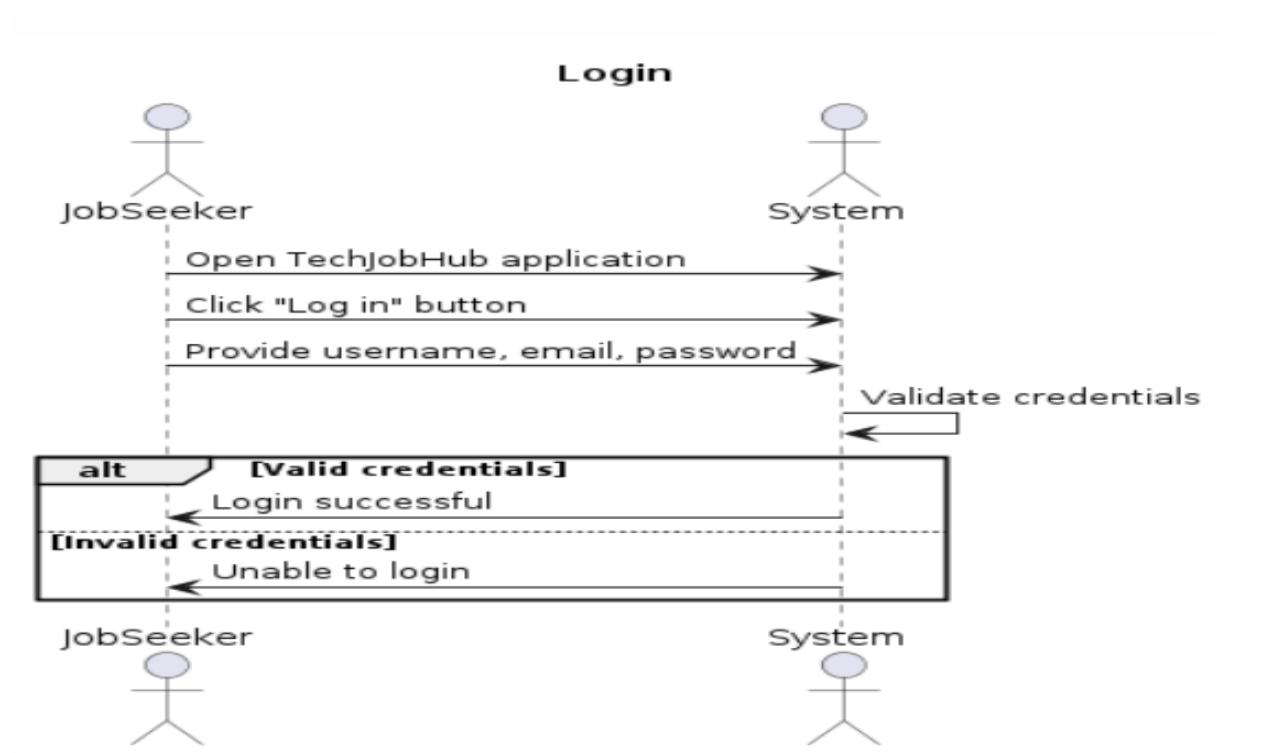 Login
JobSeeker System
Open TechJobHub application
Click "Log in" button
Provide username, email, password
Validate credentials
alt [Valid credentials]
Login successful
[Invalid credentials]
Unable to login
JobSeeker System